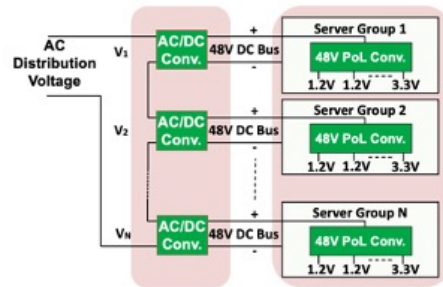 AC
Distribution
Voltage
V1
AC/DC
Conv.
+
48V DC Bus
-
Server Group 1
48V PoL Conv.
1.2V 1.2V 3.3V
V2
AC/DC
Conv.
+
48V DC Bus
-
Server Group 2
48V PoL Conv.
1.2V 1.2V 3.3V
VN
AC/DC
Conv.
+
48V DC Bus
-
Server Group N
48V PoL Conv.
1.2V 1.2V 3.3V